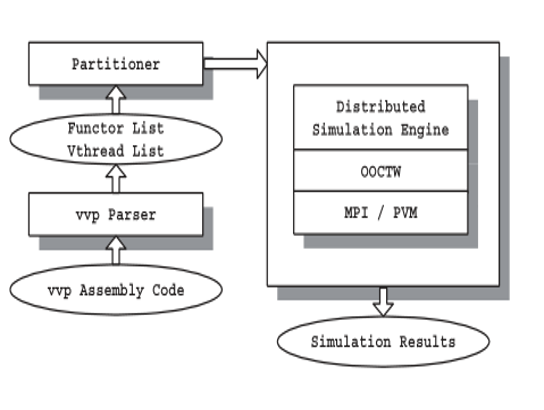 Partitioner
Functor List
Vthread List
vvp Parser
vvp Assembly Code
Distributed
Simulation Engine
OOCTW
MPI / PVM
Simulation Results